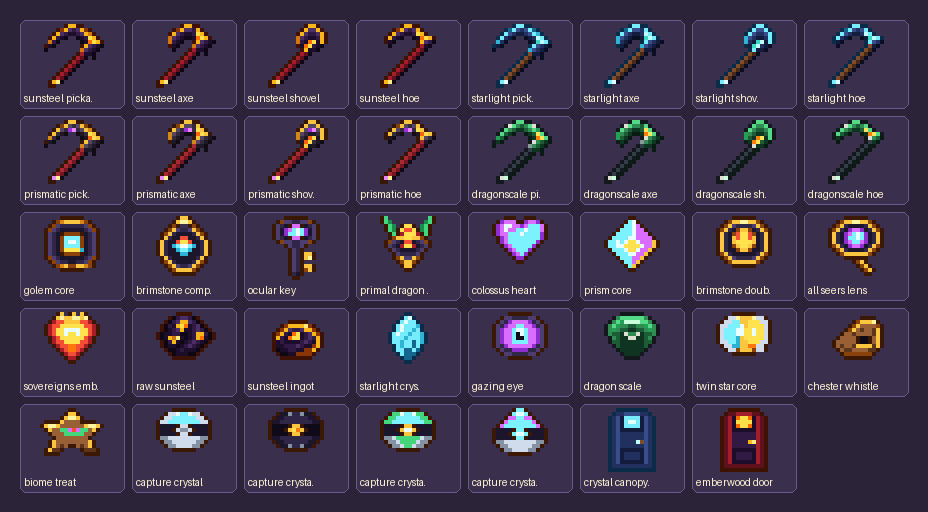 sunsteel picka.
sunsteel axe
sunsteel shovel
sunsteel hoe
starlight pick.
starlight axe
starlight shov.
starlight hoe
prismatic pick.
prismatic axe
prismatic shov.
prismatic hoe
dragonscale pi.
dragonscale axe
dragonscale sh.
dragonscale hoe
golem core
brimstone comp.
ocular key
primal dragon .
colossus heart
prism core
brimstone doub.
all seers lens
sovereigns emb.
raw sunsteel
sunsteel ingot
starlight crys.
gazing eye
dragon scale
twin star core
chester whistle
biome treat
capture crystal
capture crysta.
capture crysta.
capture crysta.
crystal canopy.
emberwood door